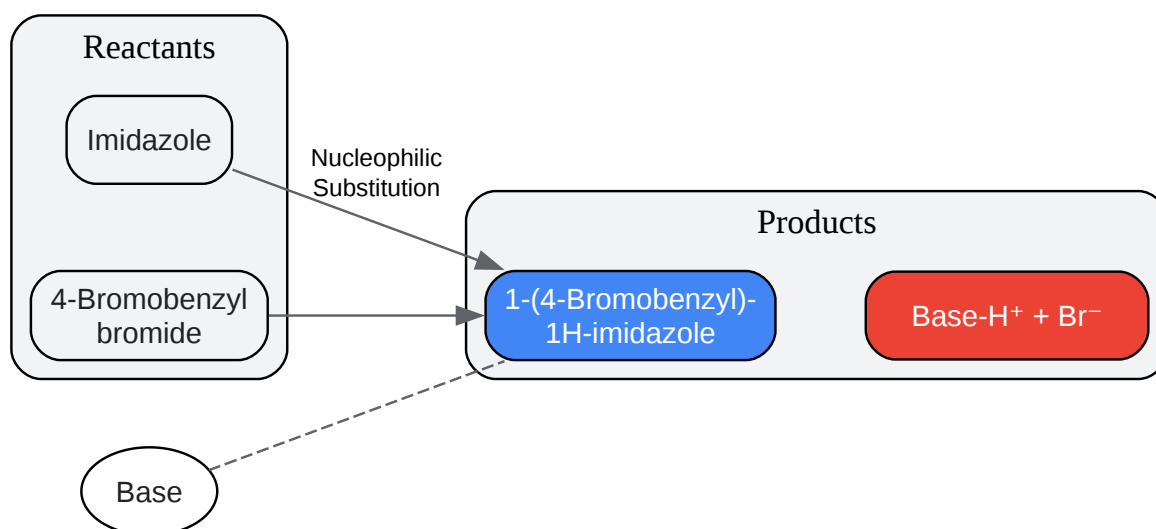 Reactants
Imidazole
Nucleophilic
Substitution
Products
4-Bromobenzyl
bromide
1-(4-Bromobenzyl)-
1H-imidazole
Base-H⁺ + Br⁻
Base